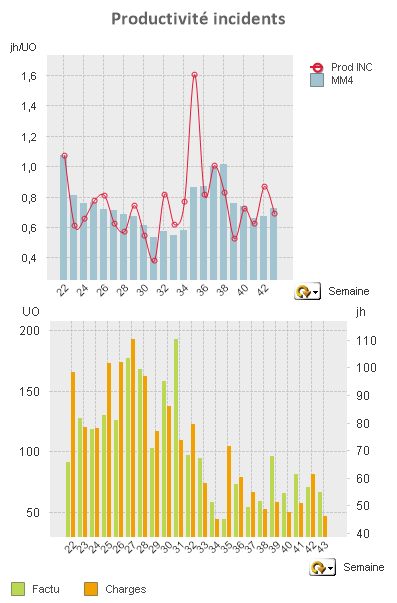 Productivité incidents
jh/UO
Prod INC
MM4
1,6
1,4
1,2
1,0
0,8
0,6
0,4
22 24 26 28 30 31 32 34 36 38 40 42
Semaine
UO jh
200
150
100
50
110
100
90
80
70
60
50
40
22 23 24 25 26 27 28 29 30 31 32 33 34 35 36 37 38 39 40 41 42 43
Semaine
Factu Charges